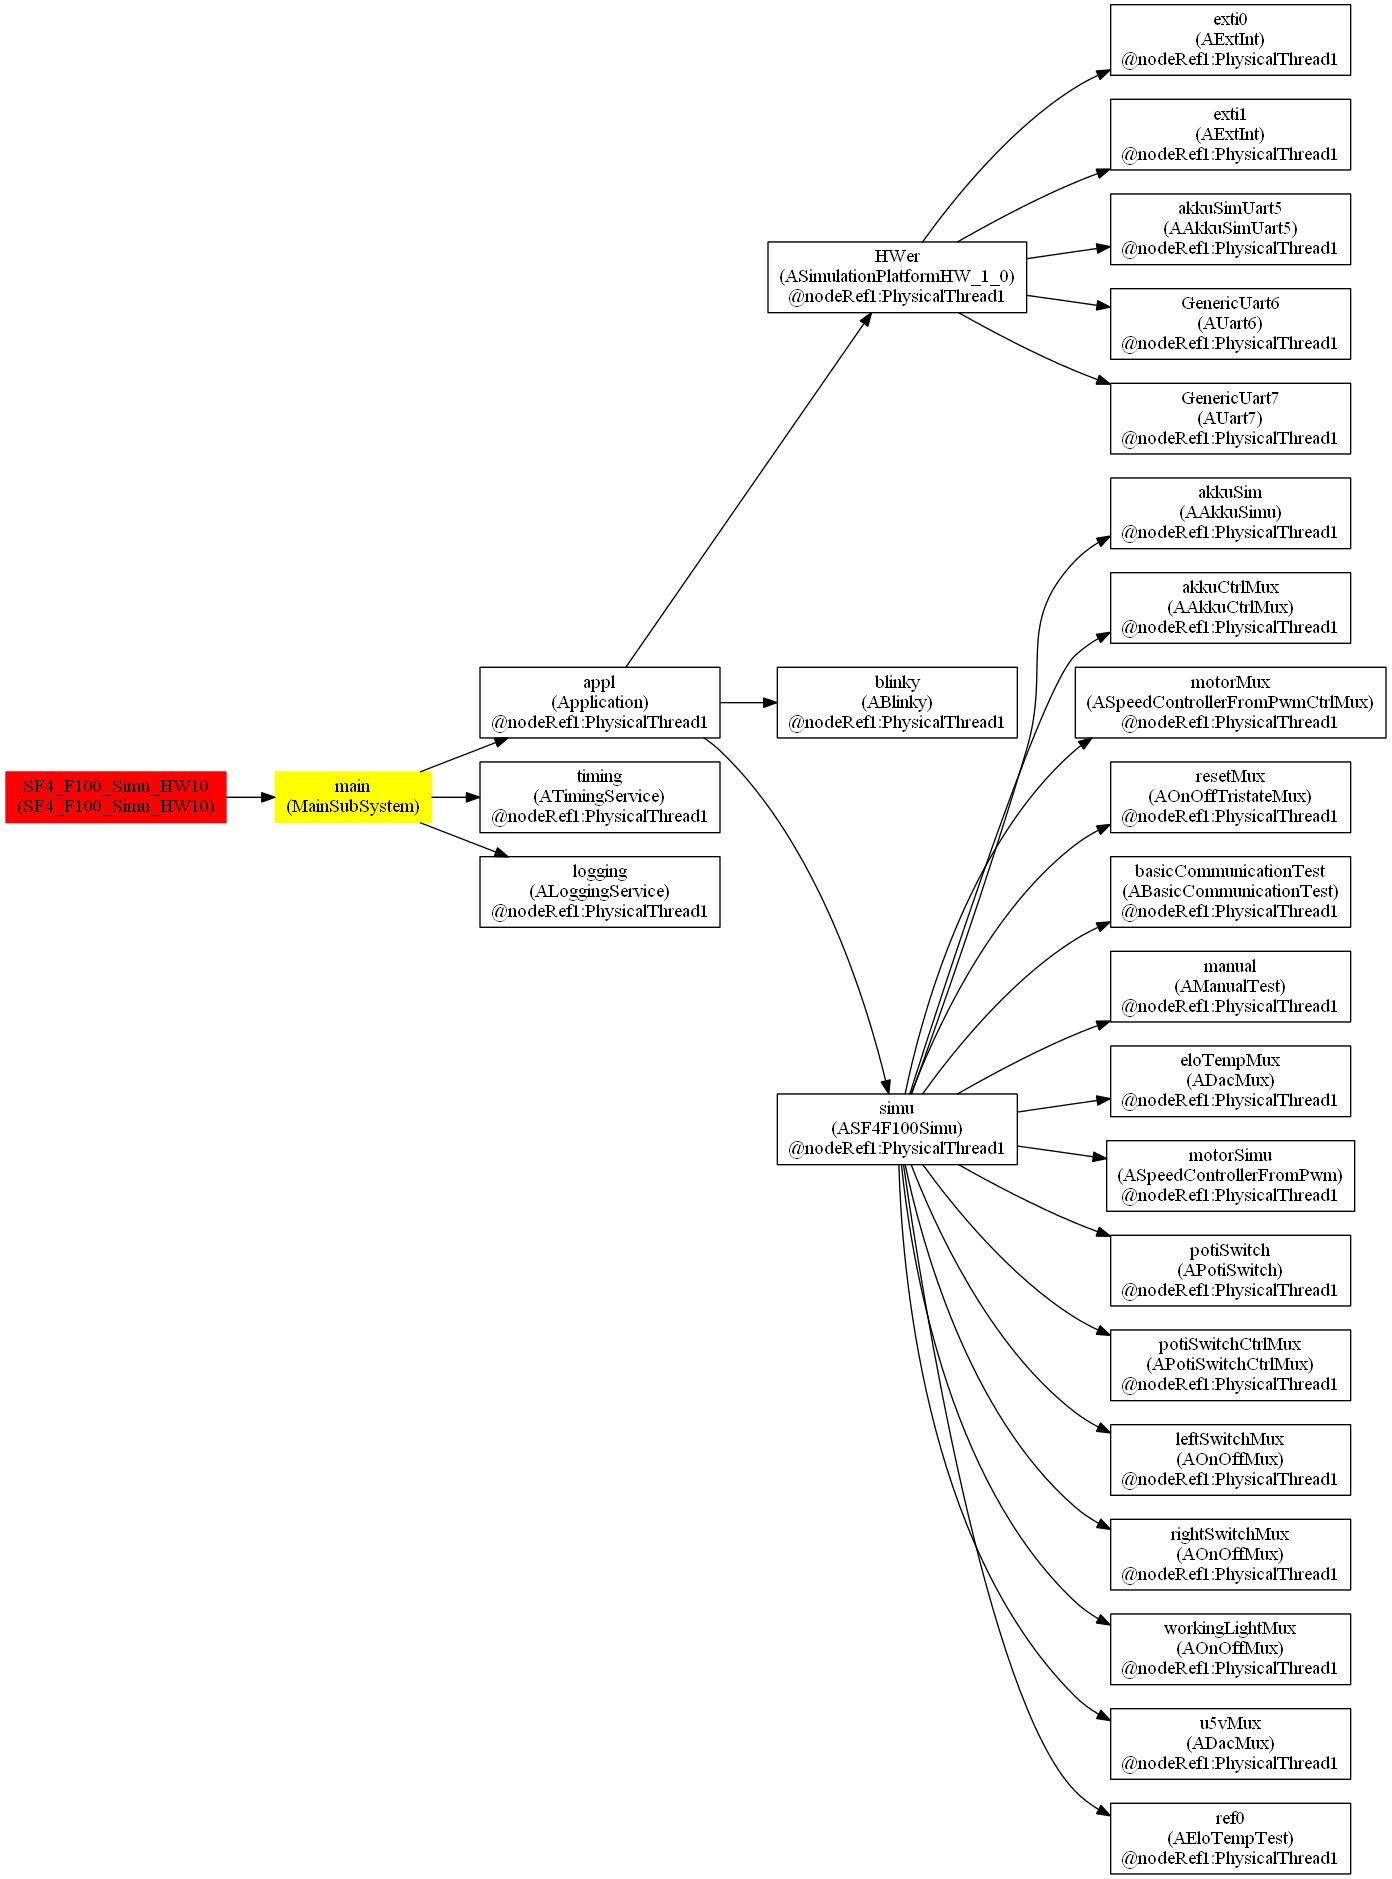 SF4_F100_Simu_HW10
(SF4_F100_Simu_HW10)
main
(MainSubSystem)
appl
(Application)
@nodeRef1:PhysicalThread1
timing
(ATimingService)
@nodeRef1:PhysicalThread1
logging
(ALoggingService)
@nodeRef1:PhysicalThread1
HWer
(ASimulationPlatformHW_1_0)
@nodeRef1:PhysicalThread1
blinky
(ABlinky)
@nodeRef1:PhysicalThread1
simu
(ASF4F100Simu)
@nodeRef1:PhysicalThread1
exti0
(AExtInt)
@nodeRef1:PhysicalThread1
exti1
(AExtInt)
@nodeRef1:PhysicalThread1
akkuSimUart5
(AAkkuSimUart5)
@nodeRef1:PhysicalThread1
GenericUart6
(AUart6)
@nodeRef1:PhysicalThread1
GenericUart7
(AUart7)
@nodeRef1:PhysicalThread1
akkuSim
(AAkkuSimu)
@nodeRef1:PhysicalThread1
akkuCtrlMux
(AAkkuCtrlMux)
@nodeRef1:PhysicalThread1
motorMux
(ASpeedControllerFromPwmCtrlMux)
@nodeRef1:PhysicalThread1
resetMux
(AOnOffTristateMux)
@nodeRef1:PhysicalThread1
basicCommunicationTest
(ABasicCommunicationTest)
@nodeRef1:PhysicalThread1
manual
(AManualTest)
@nodeRef1:PhysicalThread1
eloTempMux
(ADacMux)
@nodeRef1:PhysicalThread1
motorSimu
(ASpeedControllerFromPwm)
@nodeRef1:PhysicalThread1
potiSwitch
(APotiSwitch)
@nodeRef1:PhysicalThread1
potiSwitchCtrlMux
(APotiSwitchCtrlMux)
@nodeRef1:PhysicalThread1
leftSwitchMux
(AOnOffMux)
@nodeRef1:PhysicalThread1
rightSwitchMux
(AOnOffMux)
@nodeRef1:PhysicalThread1
workingLightMux
(AOnOffMux)
@nodeRef1:PhysicalThread1
u5vMux
(ADacMux)
@nodeRef1:PhysicalThread1
ref0
(AEloTempTest)
@nodeRef1:PhysicalThread1